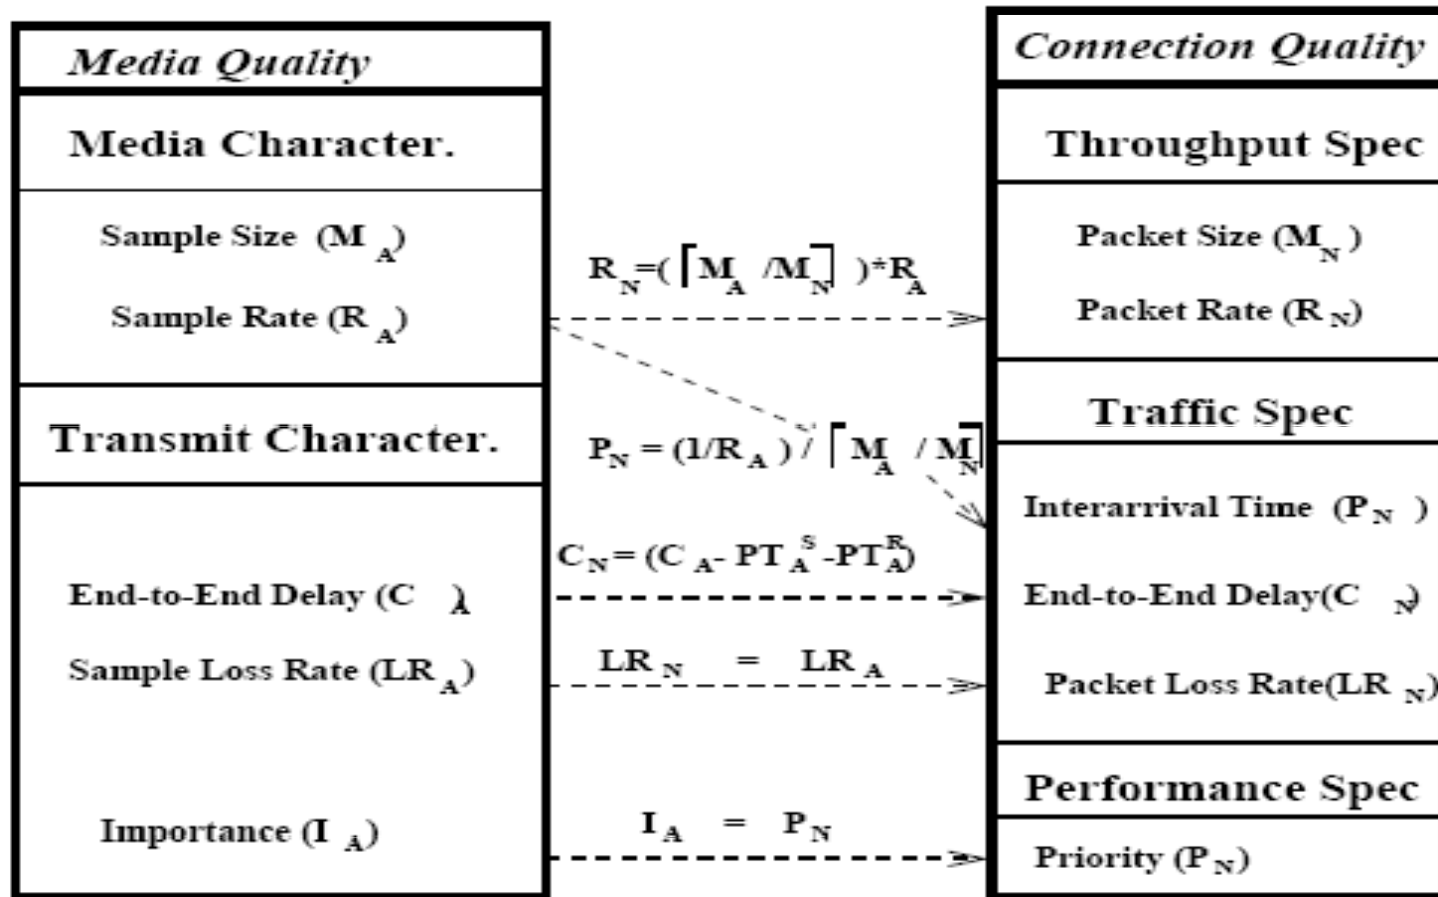 Media Quality
Media Character.
Sample Size (M A)
Sample Rate (R A)
Transmit Character.
End-to-End Delay (C A)
Sample Loss Rate (LR A)
Importance (I A)
R N =(⌈M A /M N⌉ )*R A
P N = (1/R A ) / ⌈ M A / M N⌉
C N = (C A - PT A S -PT A R)
LR N = LR A
I A = P N
Connection Quality
Throughput Spec
Packet Size (M N )
Packet Rate (R N)
Traffic Spec
Interarrival Time (P N )
End-to-End Delay(C N)
Packet Loss Rate(LR N)
Performance Spec
Priority (P N)